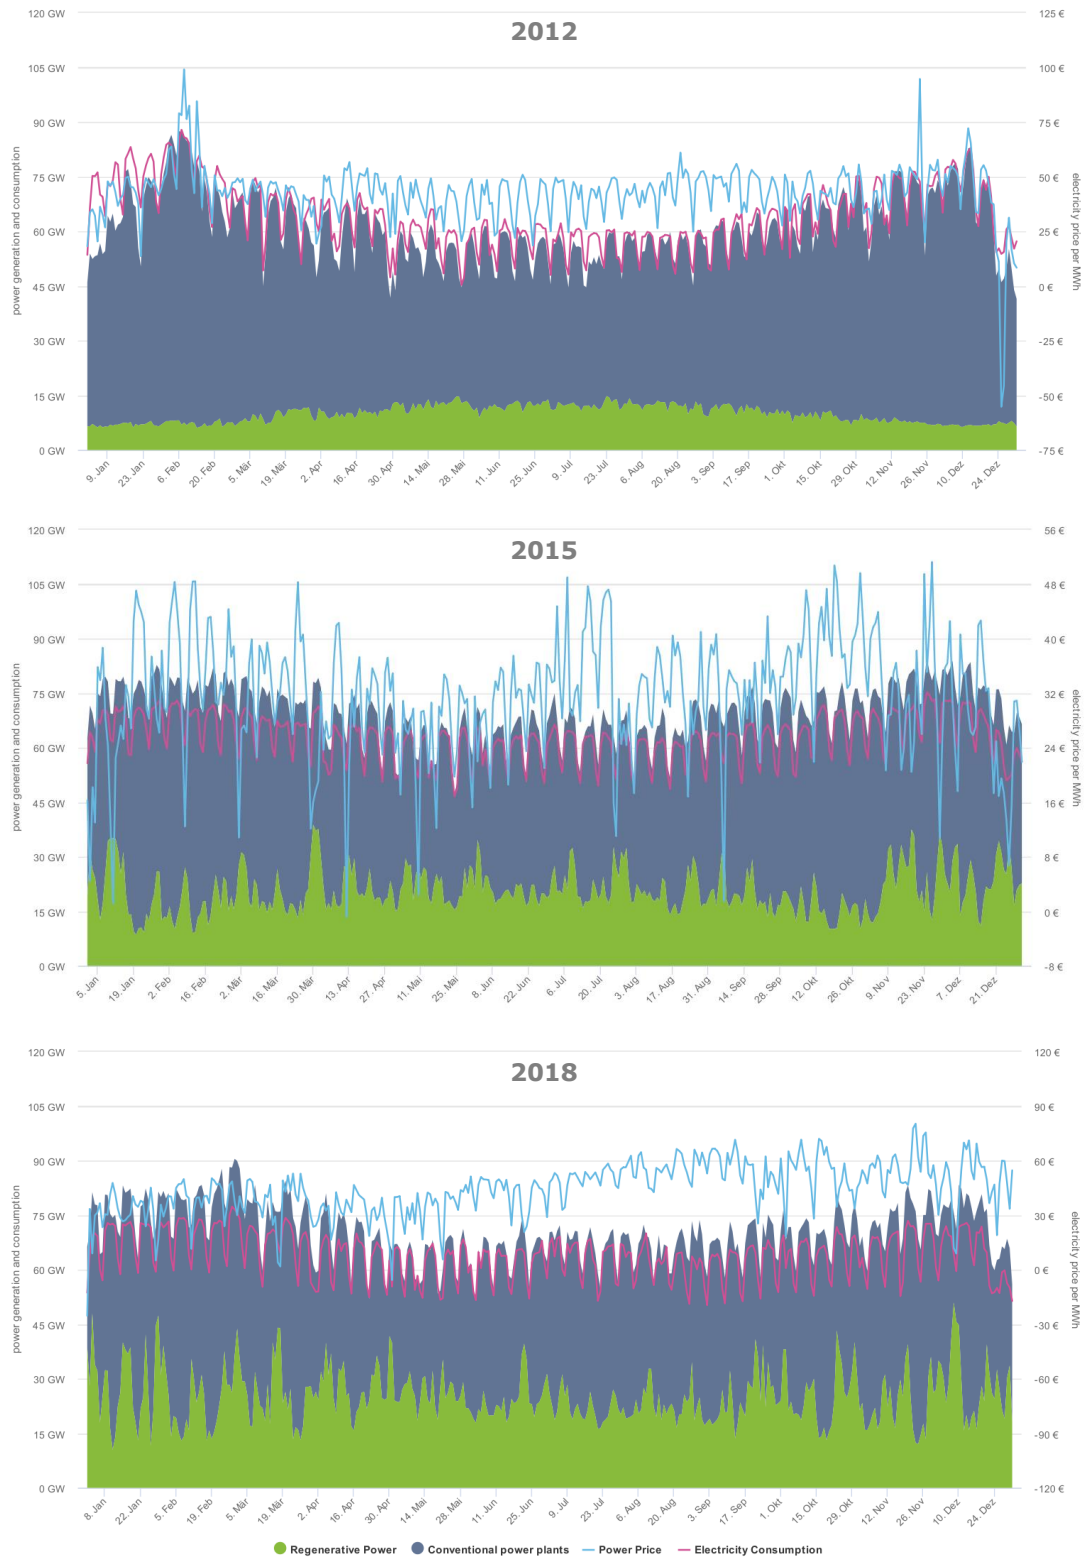 2012
120 GW
105 GW
90 GW
75 GW
60 GW
45 GW
30 GW
15 GW
0 GW
power generation and consumption
125 €
100 €
75 €
50 €
25 €
0 €
-25 €
-50 €
-75 €
electricity price per MWh
9. Jan 23. Jan 6. Feb 20. Feb 5. Mär 19. Mär 2. Apr 16. Apr 30. Apr 14. Mai 28. Mai 11. Jun 25. Jun 9. Jul 23. Jul 6. Aug 20. Aug 3. Sep 17. Sep 1. Okt 15. Okt 29. Okt 12. Nov 26. Nov 10. Dez 24. Dez
2015
120 GW
105 GW
90 GW
75 GW
60 GW
45 GW
30 GW
15 GW
0 GW
power generation and consumption
56 €
48 €
40 €
32 €
24 €
16 €
8 €
0 €
-8 €
electricity price per MWh
5. Jan 19. Jan 2. Feb 16. Feb 2. Mär 16. Mär 30. Mär 13. Apr 27. Apr 11. Mai 25. Mai 8. Jun 22. Jun 6. Jul 20. Jul 3. Aug 17. Aug 31. Aug 14. Sep 28. Sep 12. Okt 26. Okt 9. Nov 23. Nov 7. Dez 21. Dez
2018
120 GW
105 GW
90 GW
75 GW
60 GW
45 GW
30 GW
15 GW
0 GW
power generation and consumption
120 €
90 €
60 €
30 €
0 €
-30 €
-60 €
-90 €
-120 €
electricity price per MWh
8. Jan 22. Jan 5. Feb 19. Feb 5. Mär 19. Mär 2. Apr 16. Apr 30. Apr 14. Mai 28. Mai 11. Jun 25. Jun 9. Jul 23. Jul 6. Aug 20. Aug 3. Sep 17. Sep 1. Okt 15. Okt 29. Okt 12. Nov 26. Nov 10. Dez 24. Dez
Regenerative Power Conventional power plants Power Price Electricity Consumption